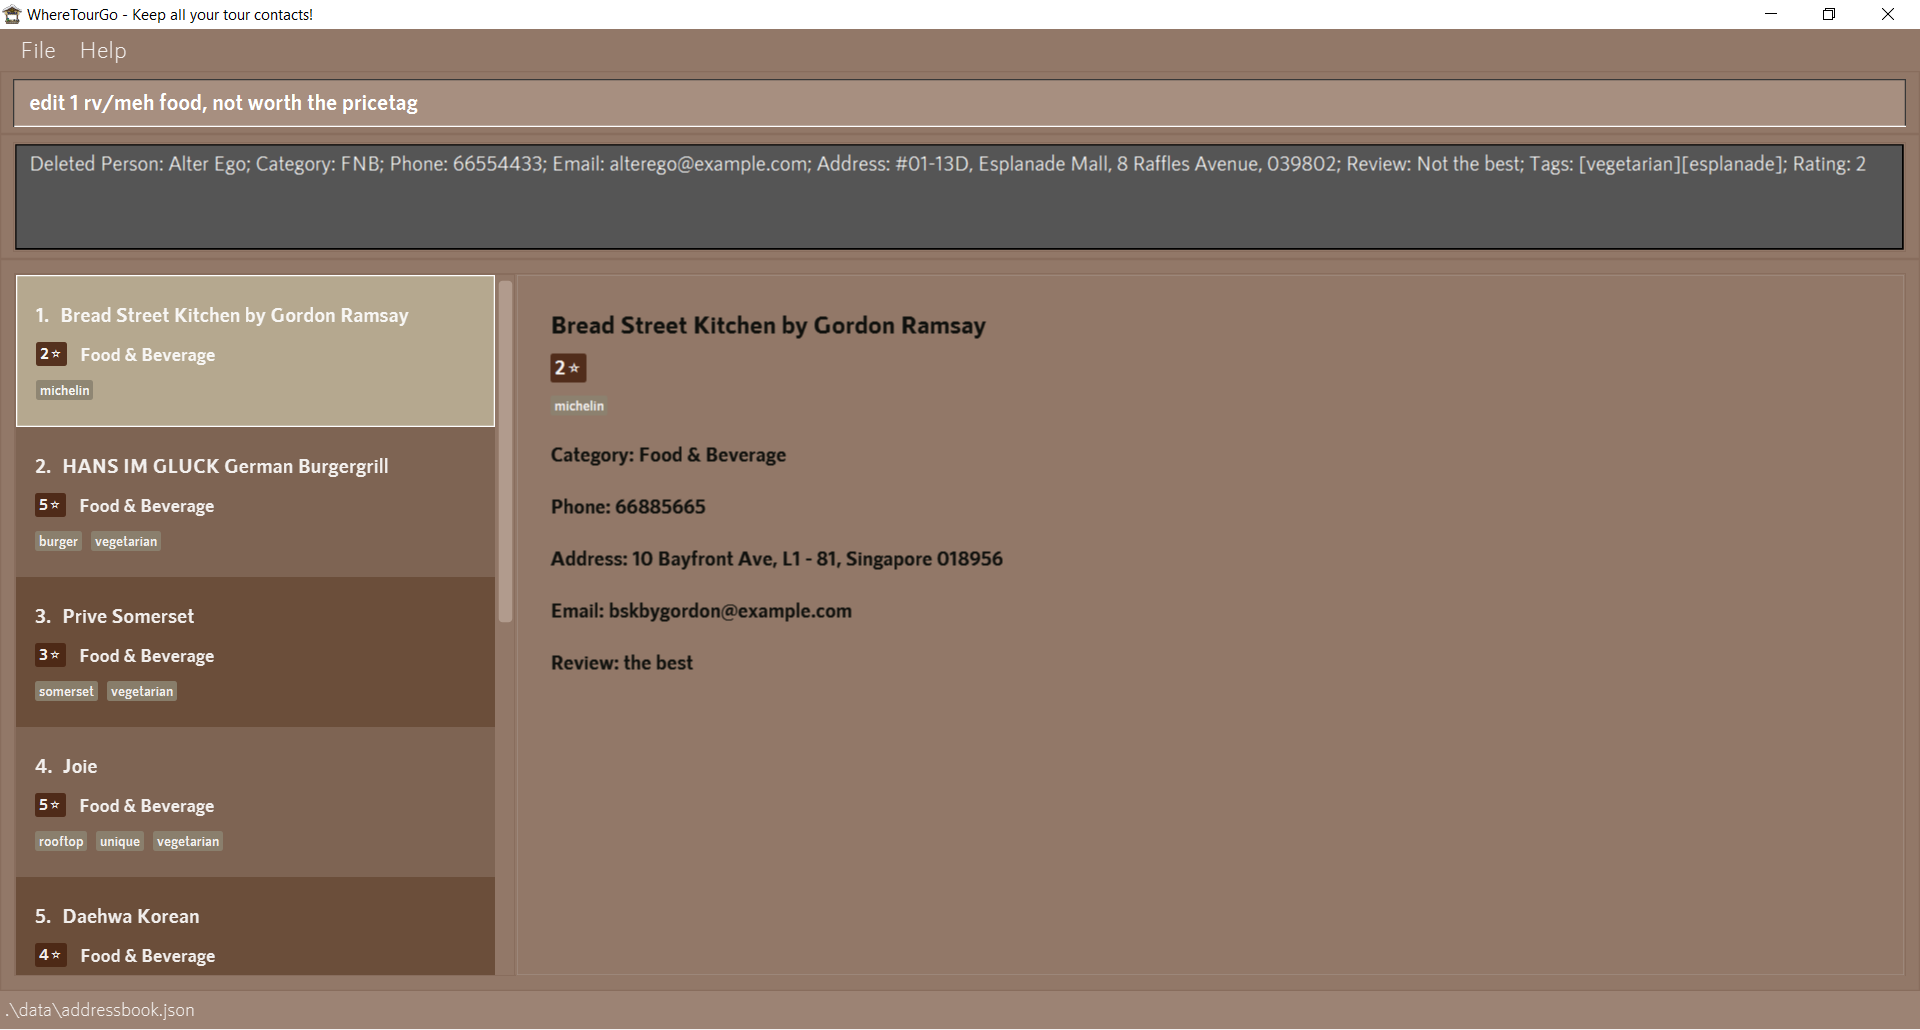 WhereTourGo - Keep all your tour contacts!
File Help
edit 1 rv/meh food, not worth the pricetag
Deleted Person: Alter Ego; Category: FNB; Phone: 66554433; Email: alterego@example.com; Address: #01-13D, Esplanade Mall, 8 Raffles Avenue, 039802; Review: Not the best; Tags: [vegetarian][esplanade]; Rating: 2
1. Bread Street Kitchen by Gordon Ramsay
2☆ Food & Beverage
michelin
2. HANS IM GLUCK German Burgergrill
5☆ Food & Beverage
burger vegetarian
3. Prive Somerset
3☆ Food & Beverage
somerset vegetarian
4. Joie
5☆ Food & Beverage
rooftop unique vegetarian
5. Daehwa Korean
4☆ Food & Beverage
Bread Street Kitchen by Gordon Ramsay
2☆
michelin
Category: Food & Beverage
Phone: 66885665
Address: 10 Bayfront Ave, L1 - 81, Singapore 018956
Email: bskbygordon@example.com
Review: the best
.\data\addressbook.json